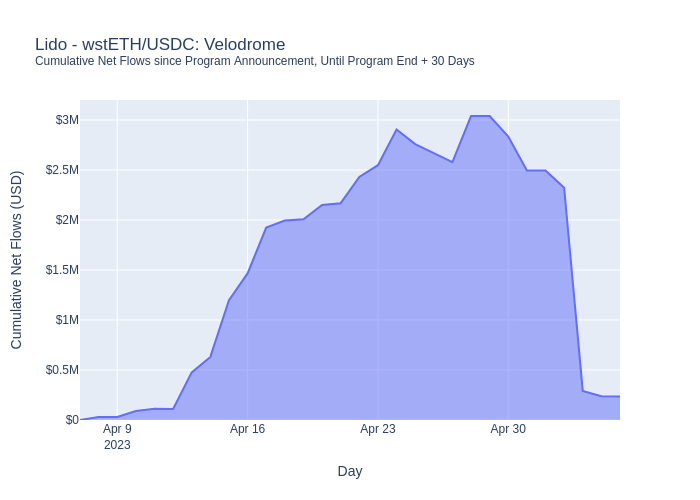 Lido - wstETH/USDC: Velodrome
Cumulative Net Flows since Program Announcement, Until Program End + 30 Days
Cumulative Net Flows (USD)
$3M
$2.5M
$2M
$1.5M
$1M
$0.5M
$0
Apr 9
2023
Apr 16
Apr 23
Apr 30
Day